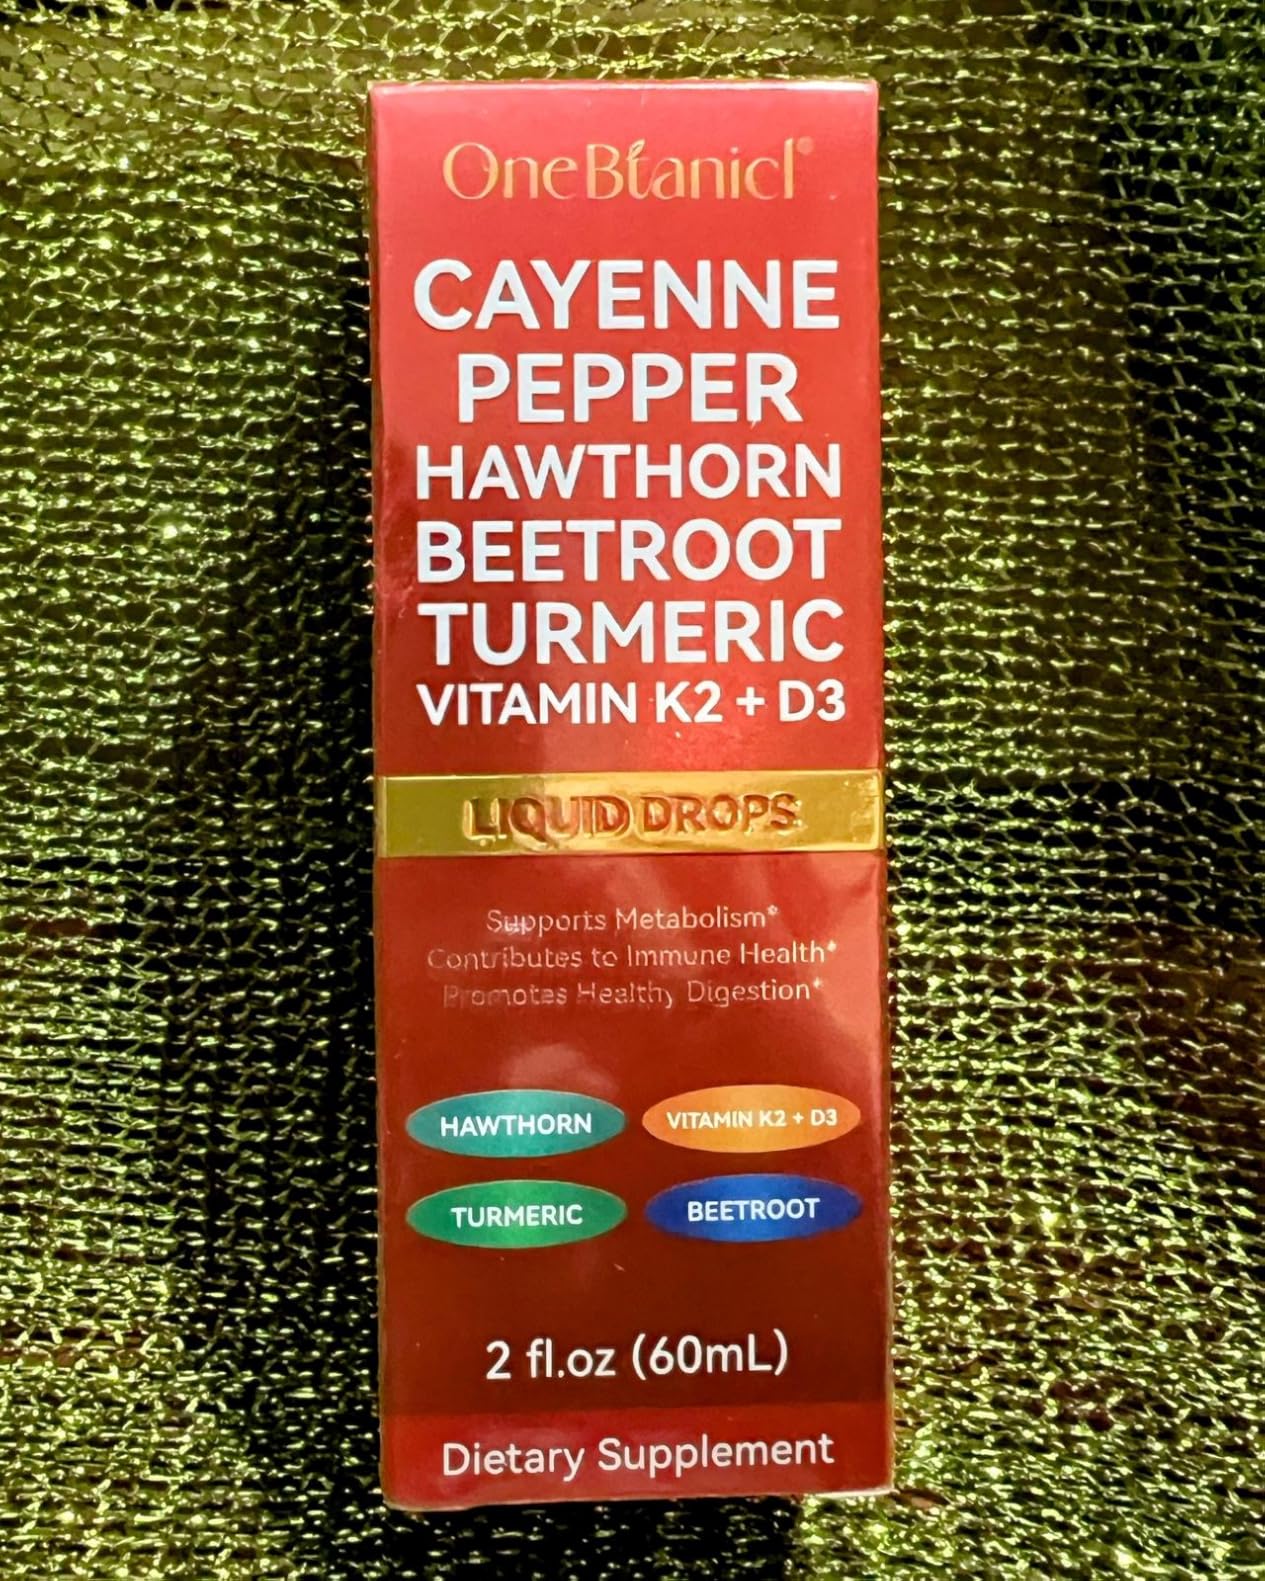 OneBtanicl®
CAYENNE
PEPPER
HAWTHORN
BEETROOT
TURMERIC
VITAMIN K2 + D3
LIQUID DROPS
Supports Metabolism*
Contributes to Immune Health*
Promotes Healthy Digestion*
HAWTHORN VITAMIN K2 + D3
TURMERIC BEETROOT
2 fl.oz (60mL)
Dietary Supplement